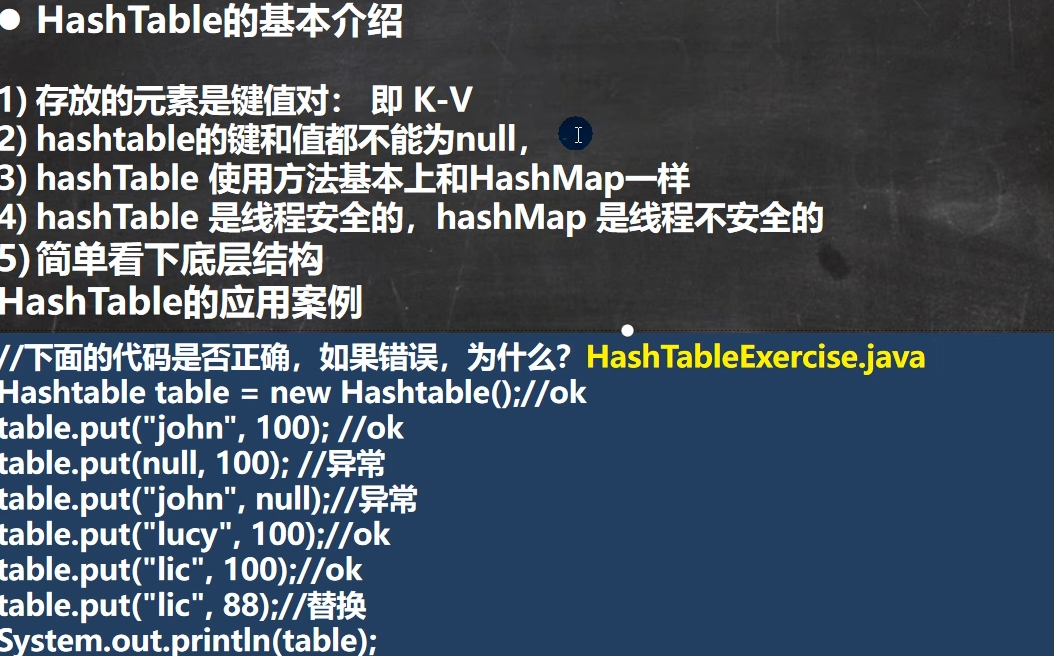 ● HashTable的基本介绍
1) 存放的元素是键值对： 即 K-V
2) hashtable的键和值都不能为null，
3) hashTable 使用方法基本上和HashMap一样
4) hashTable 是线程安全的，hashMap 是线程不安全的
5) 简单看下底层结构
HashTable的应用案例
//下面的代码是否正确，如果错误，为什么？HashTableExercise.java
Hashtable table = new Hashtable();//ok
table.put("john", 100); //ok
table.put(null, 100); //异常
table.put("john", null);//异常
table.put("lucy", 100);//ok
table.put("lic", 100);//ok
table.put("lic", 88);//替换
System.out.println(table);